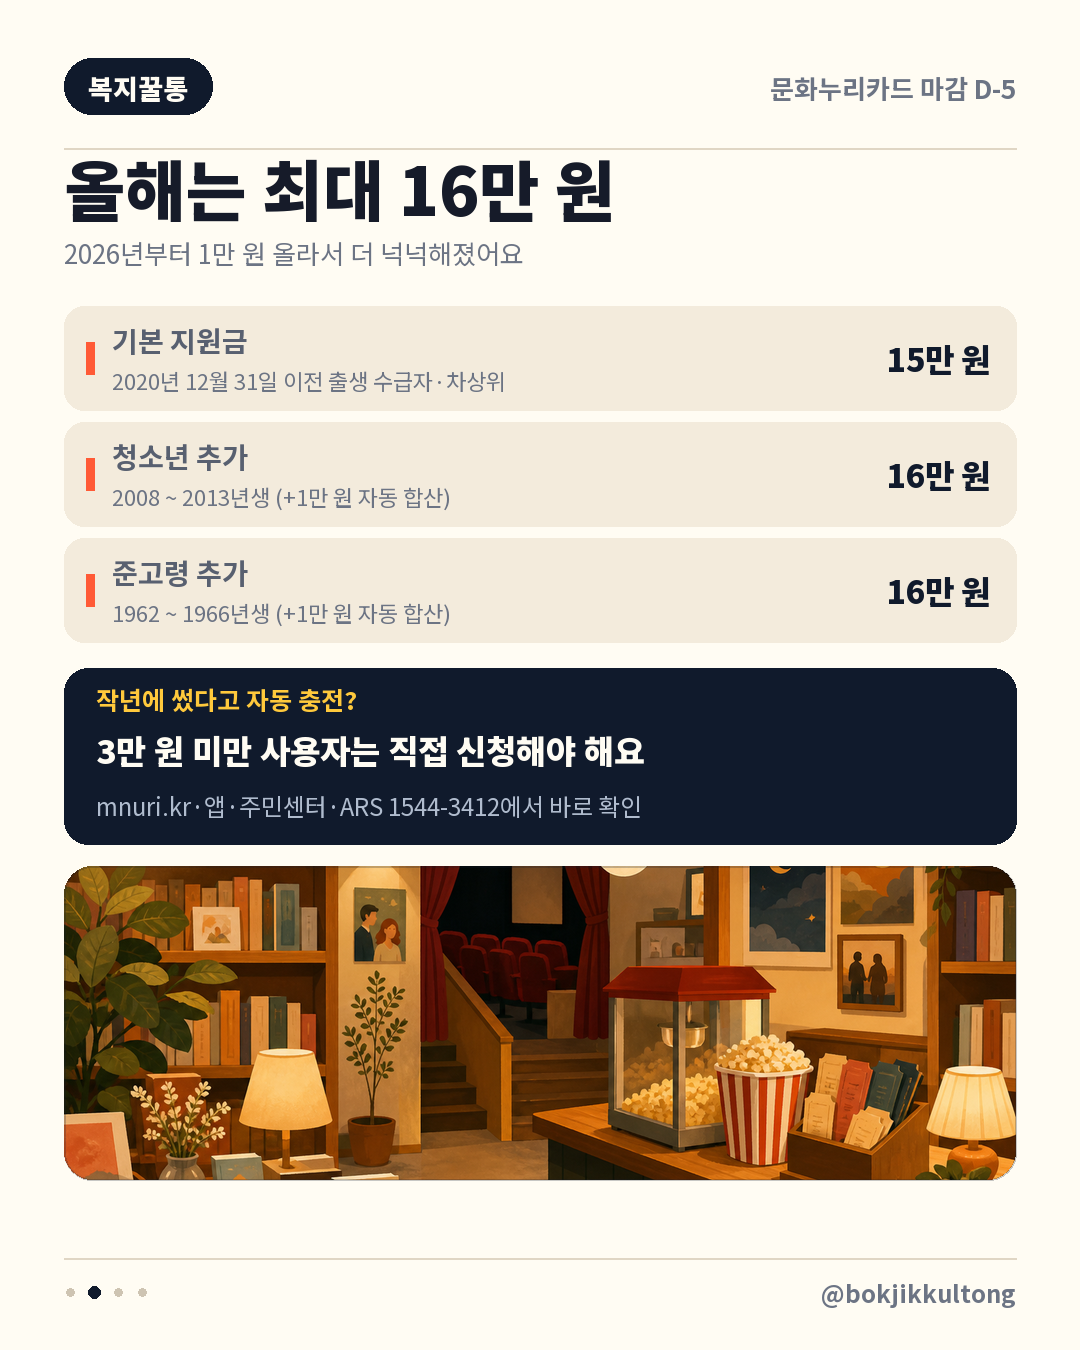 복지꿀통
문화누리카드 마감 D-5
올해는 최대 16만 원
2026년부터 1만 원 올라서 더 넉넉해졌어요
기본 지원금
2020년 12월 31일 이전 출생 수급자·차상위
15만 원
청소년 추가
2008 ~ 2013년생 (+1만 원 자동 합산)
16만 원
준고령 추가
1962 ~ 1966년생 (+1만 원 자동 합산)
16만 원
작년에 썼다고 자동 충전?
3만 원 미만 사용자는 직접 신청해야 해요
mnuri.kr·앱·주민센터·ARS 1544-3412에서 바로 확인
@bokjikkultong